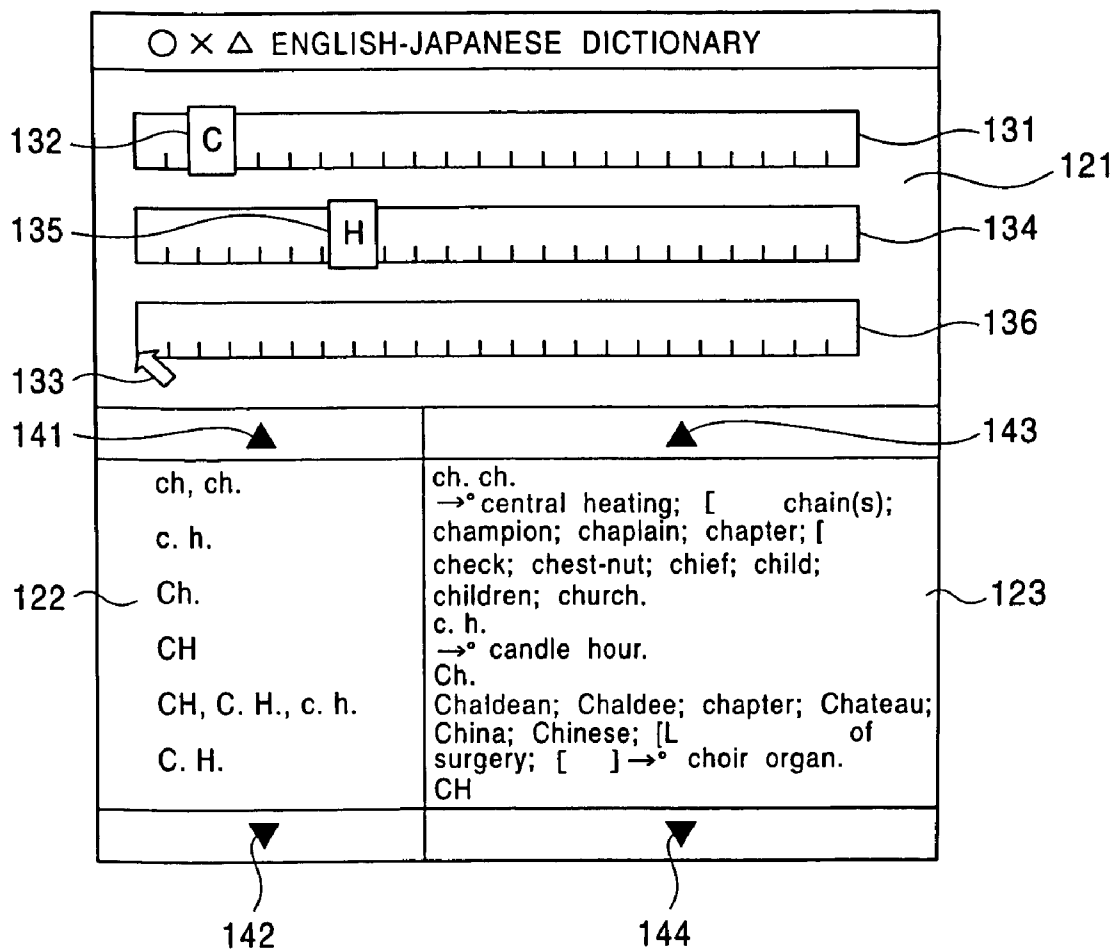 ○ × △ ENGLISH-JAPANESE DICTIONARY
132
C
131
121
135
H
134
136
133
141
143
ch, ch.
c. h.
Ch.
CH
CH, C. H., c. h.
C. H.
122
ch. ch.
→° central heating; [ chain(s);
champion; chaplain; chapter; [
check; chest-nut; chief; child;
children; church.
c. h.
→° candle hour.
Ch.
Chaldean; Chaldee; chapter; Chateau;
China; Chinese; [L of
surgery; [ ] →° choir organ.
CH
123
142
144